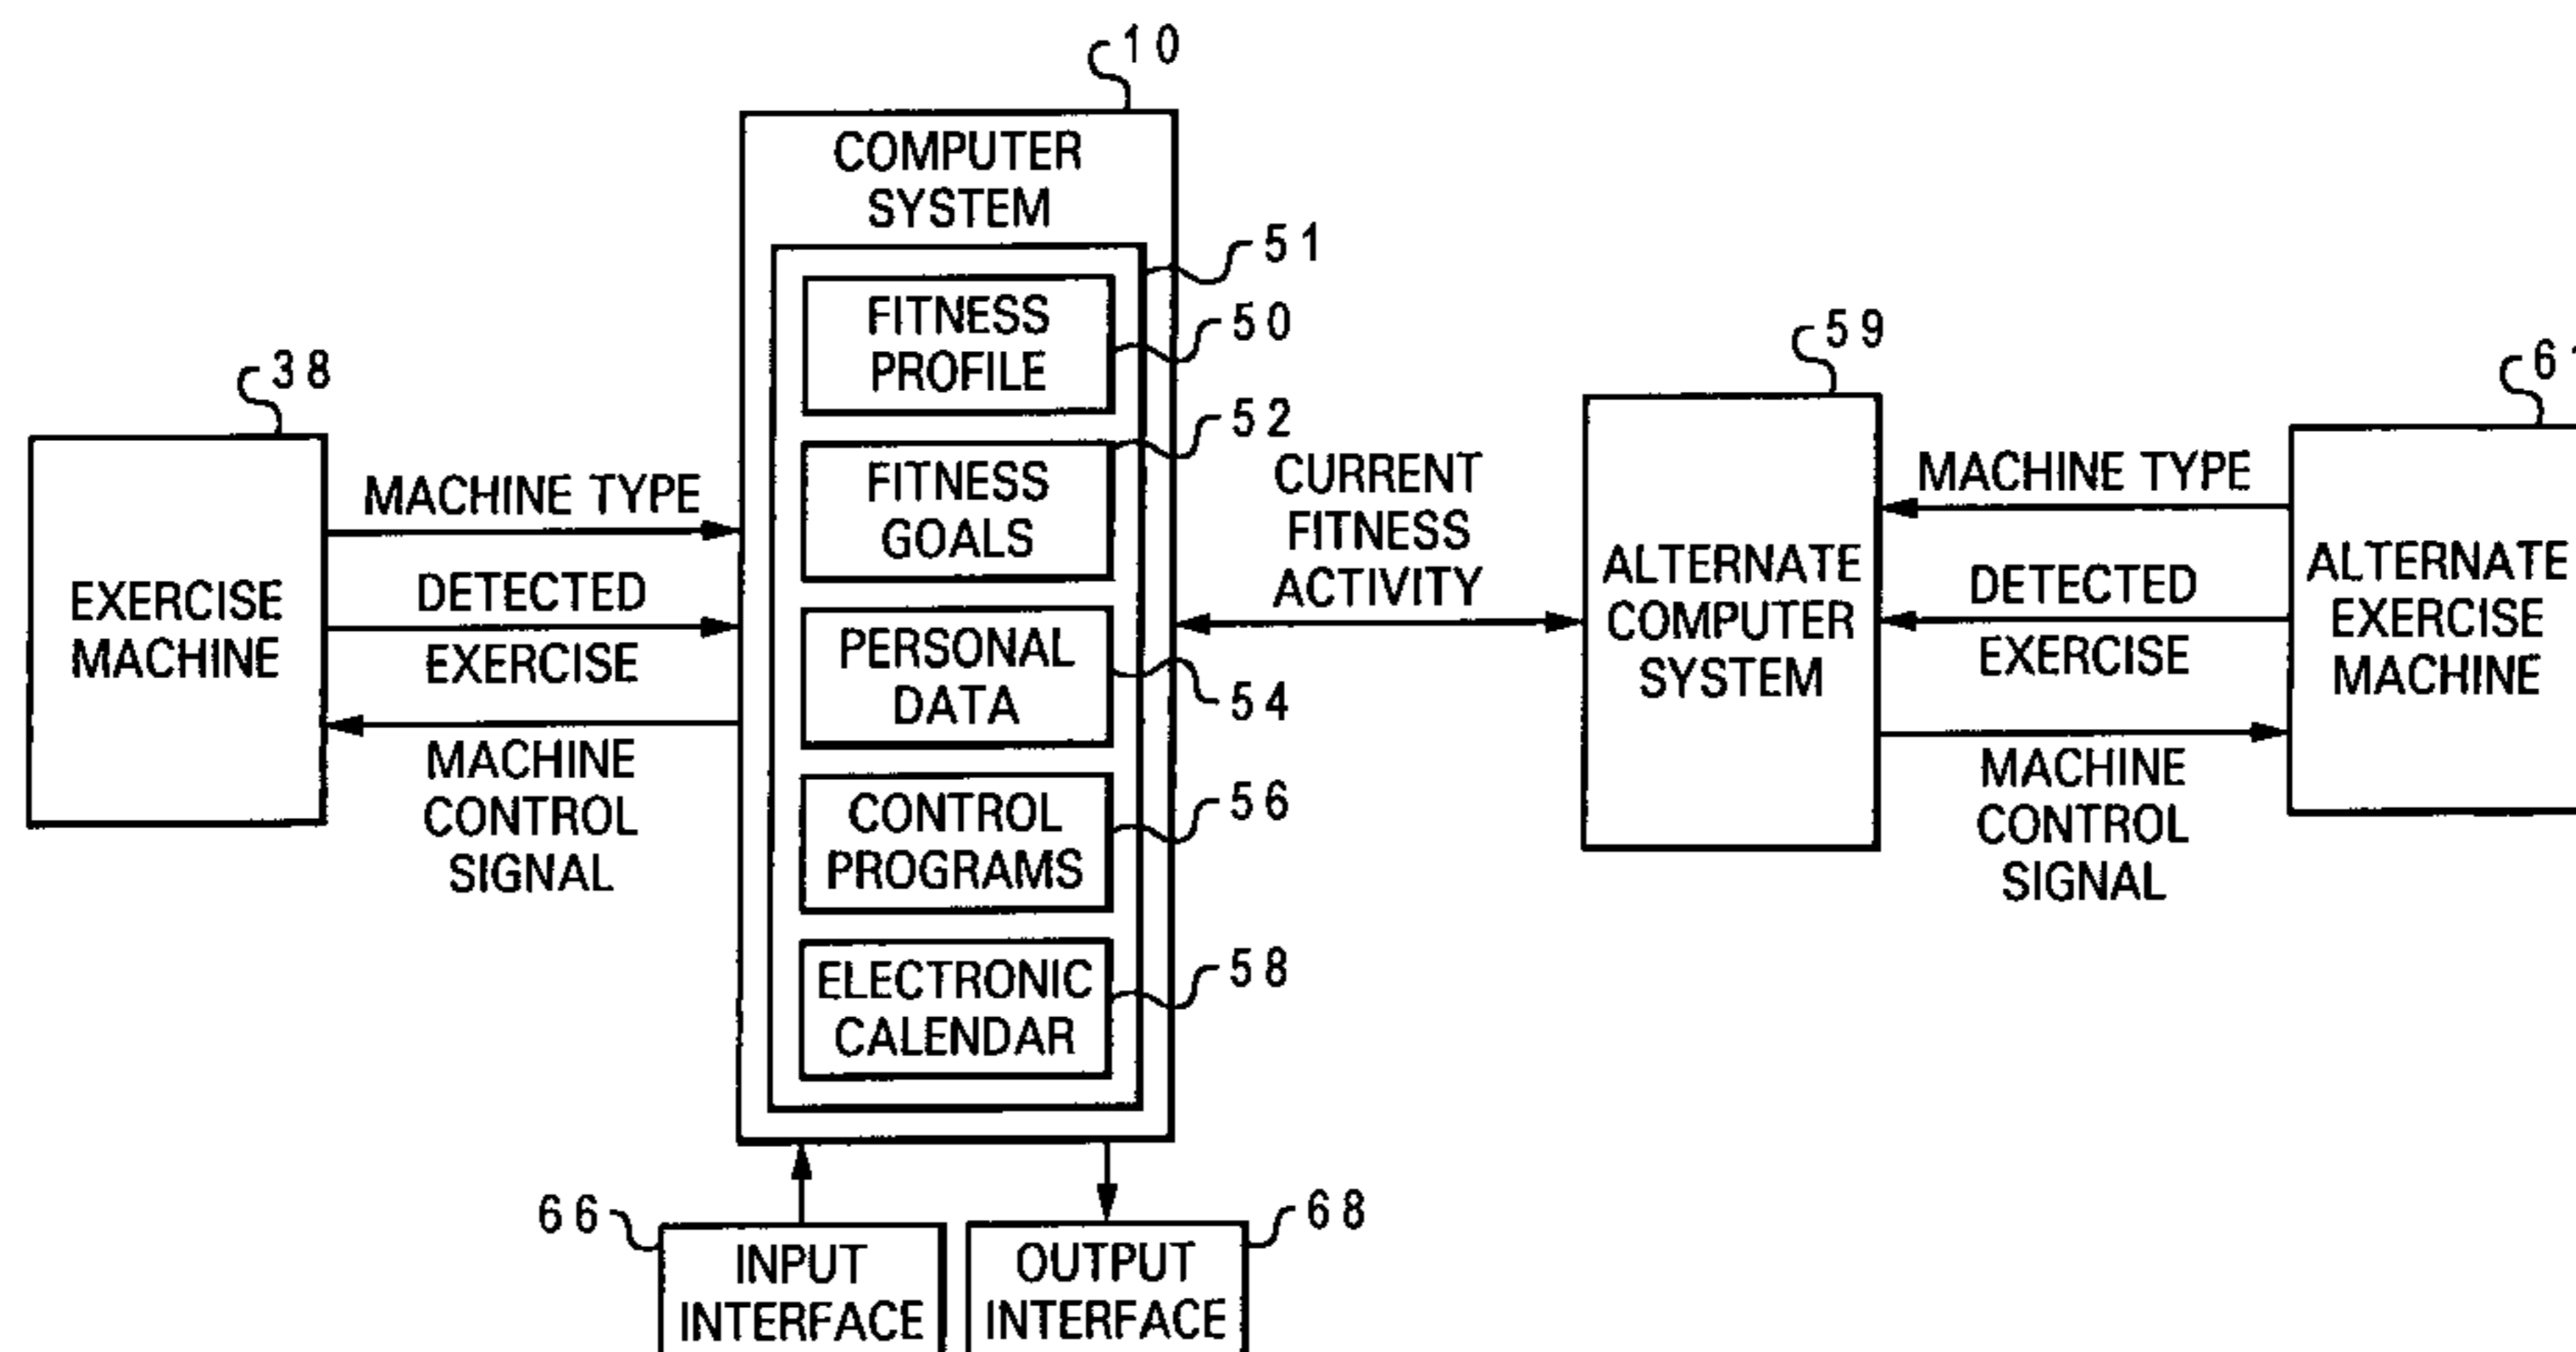 10
COMPUTER
SYSTEM
51
FITNESS
PROFILE
50
52
FITNESS
GOALS
PERSONAL
DATA
54
CONTROL
PROGRAMS
56
ELECTRONIC
CALENDAR
58
38
EXERCISE
MACHINE
MACHINE TYPE
DETECTED
EXERCISE
MACHINE
CONTROL
SIGNAL
CURRENT
FITNESS
ACTIVITY
59
ALTERNATE
COMPUTER
SYSTEM
MACHINE TYPE
DETECTED
EXERCISE
MACHINE
CONTROL
SIGNAL
61
ALTERNATE
EXERCISE
MACHINE
66
INPUT
INTERFACE
OUTPUT
INTERFACE
68